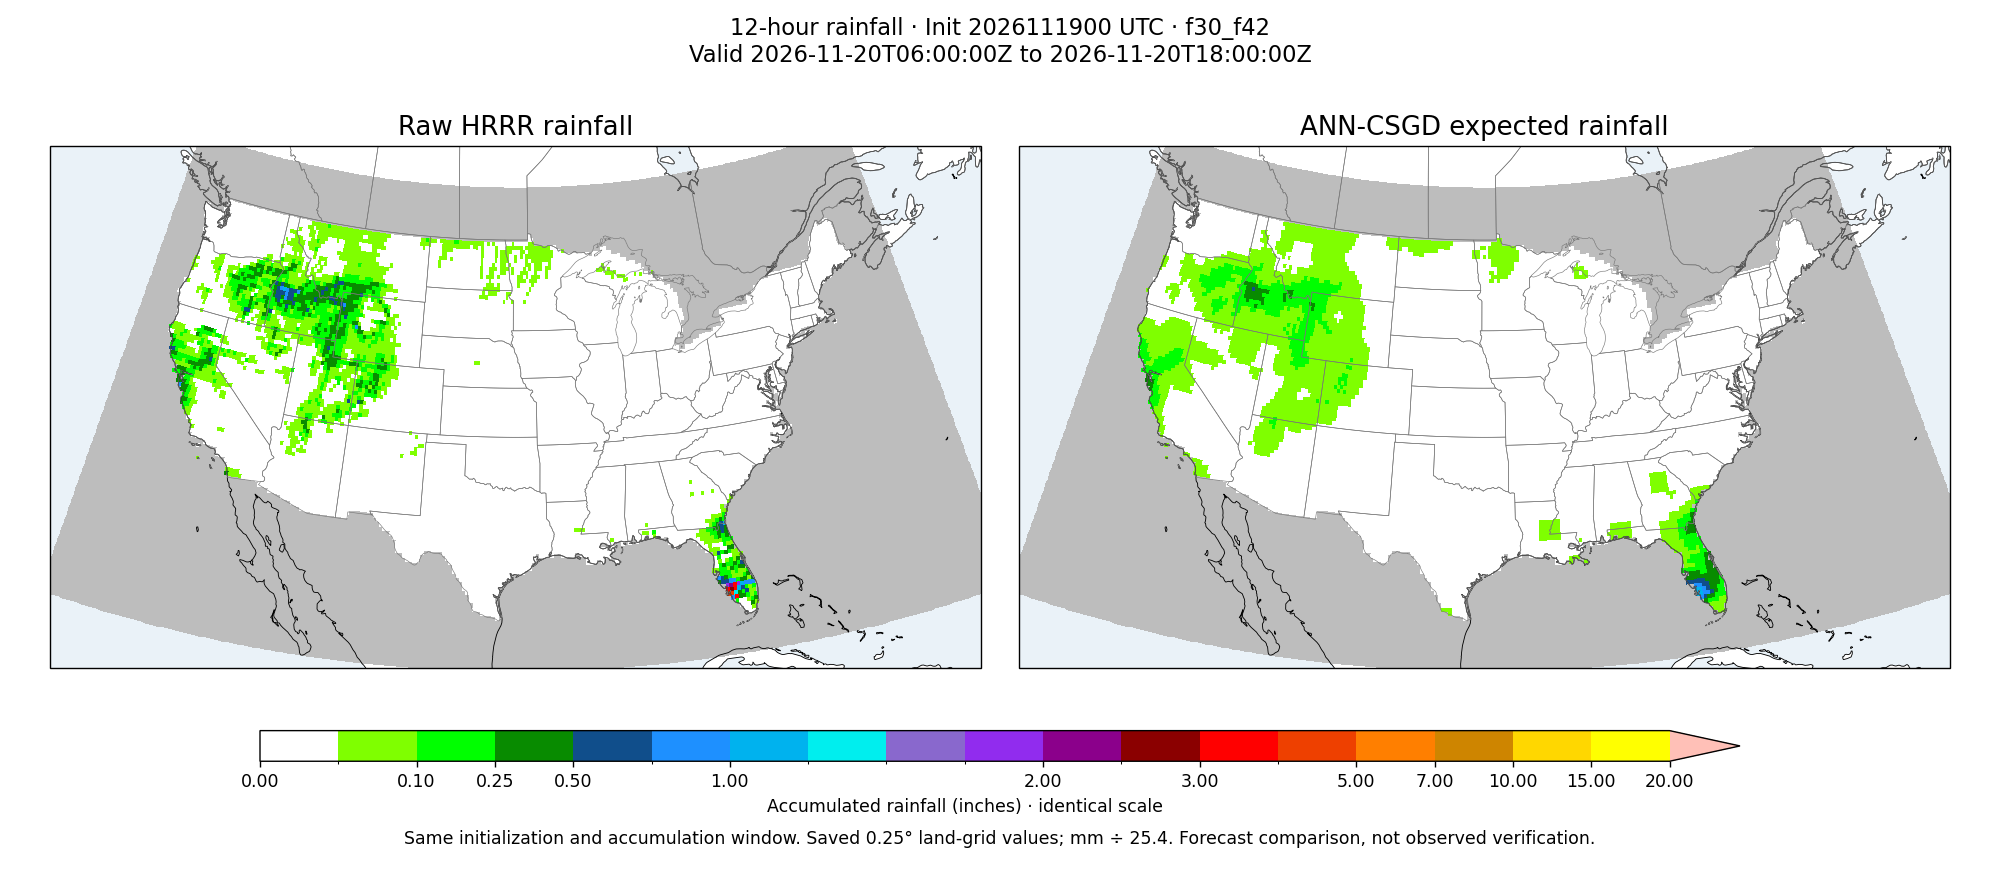 12-hour rainfall · Init 2026111900 UTC · f30_f42
Valid 2026-11-20T06:00:00Z to 2026-11-20T18:00:00Z
Raw HRRR rainfall
ANN-CSGD expected rainfall
0.00 0.10 0.25 0.50 1.00 2.00 3.00 5.00 7.00 10.00 15.00 20.00
Accumulated rainfall (inches) · identical scale
Same initialization and accumulation window. Saved 0.25° land-grid values; mm ÷ 25.4. Forecast comparison, not observed verification.